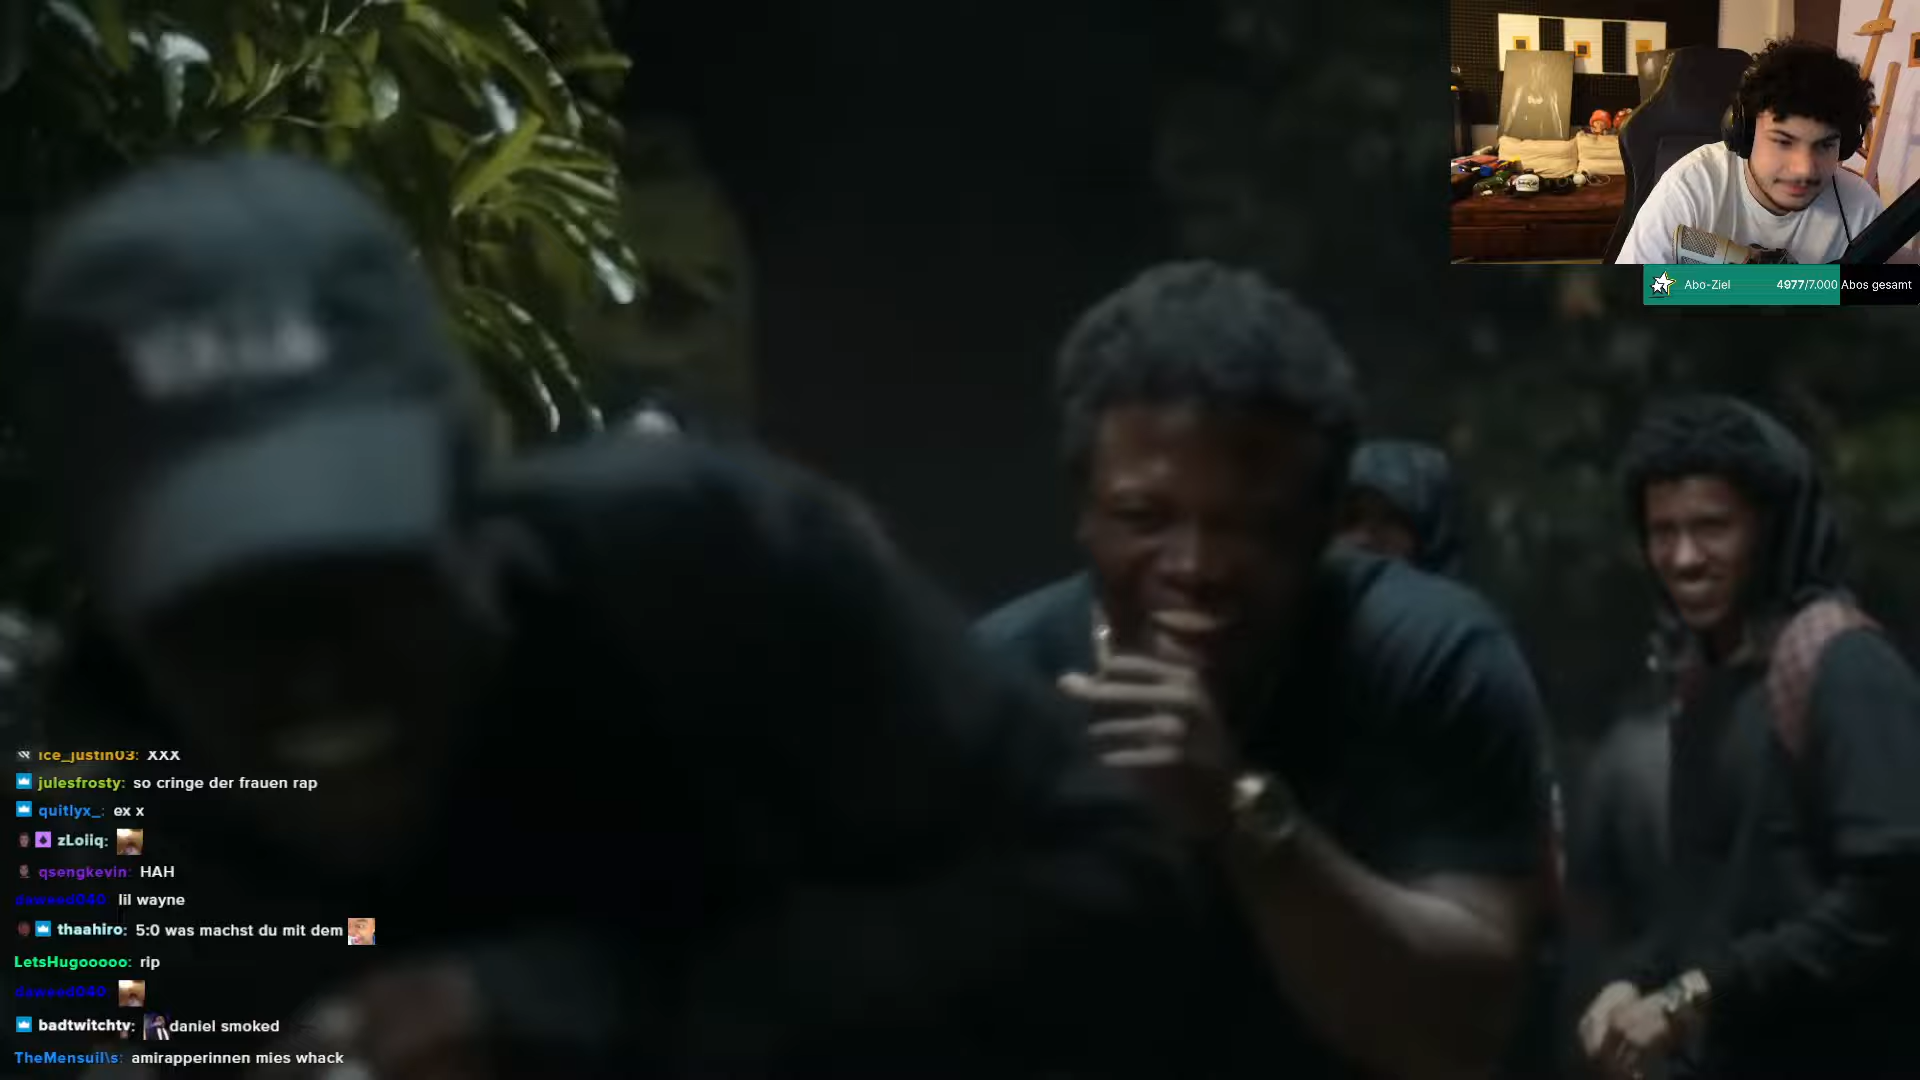 Abo-Ziel 4977/7.000 Abos gesamt
ice_justin03: XXX
julesfrosty: so cringe der frauen rap
quitlyx_: ex x
zLoiiq:
qsengkevin: HAH
daweed040: lil wayne
thaahiro: 5:0 was machst du mit dem
LetsHugooooo: rip
daweed040:
badtwitchtv: daniel smoked
TheMensuil\s: amirapperinnen mies whack